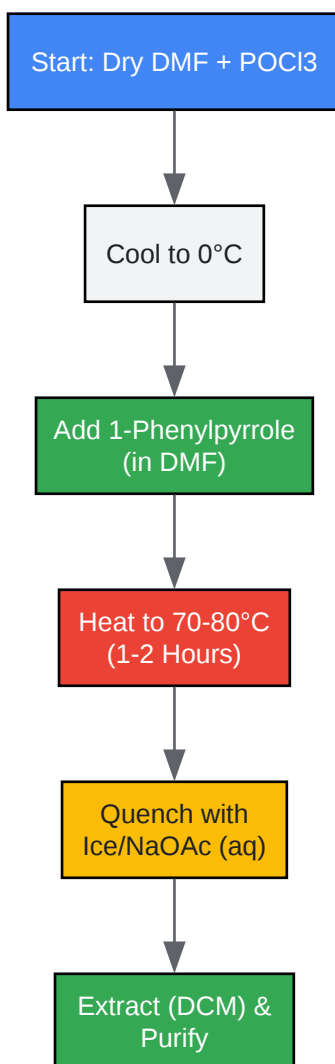 Start: Dry DMF + POCl3
Cool to 0°C
Add 1-Phenylpyrrole
(in DMF)
Heat to 70-80°C
(1-2 Hours)
Quench with
Ice/NaOAc (aq)
Extract (DCM) &
Purify